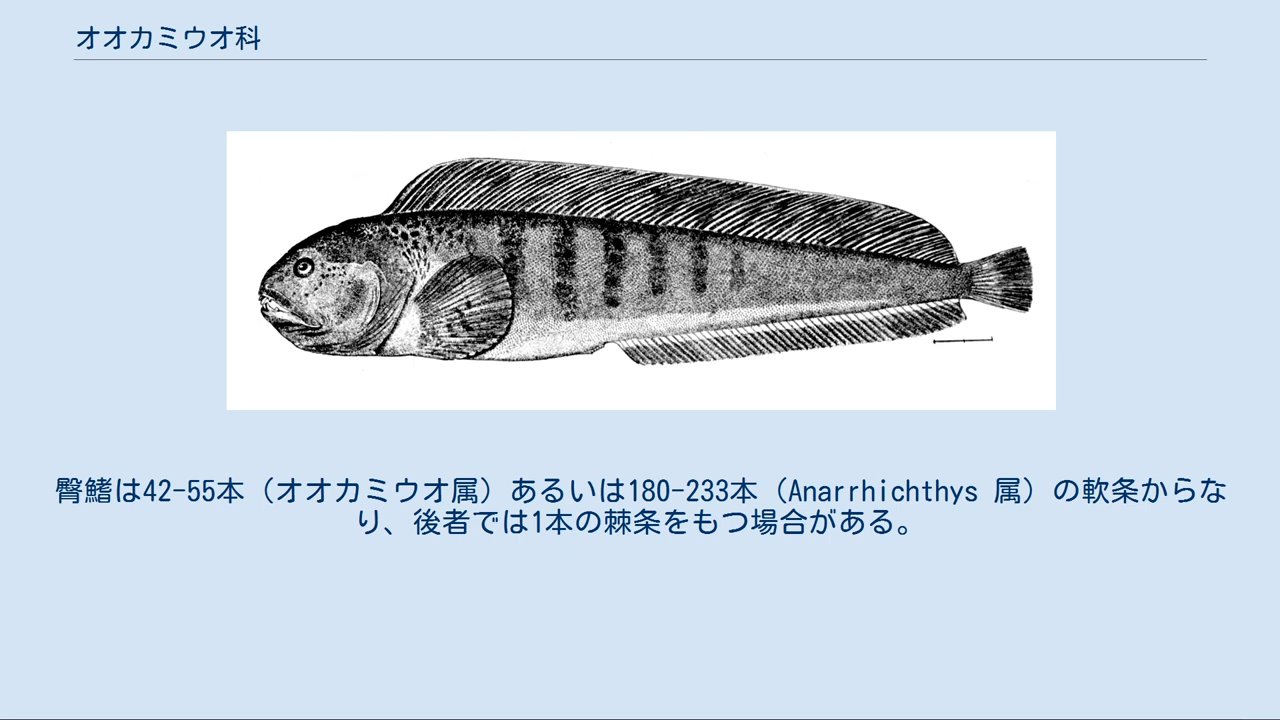 オオカミウオ科
臀鰭は42-55本（オオカミウオ属）あるいは180-233本（Anarrhichthys 属）の軟条からな
り、後者では1本の棘条をもつ場合がある。